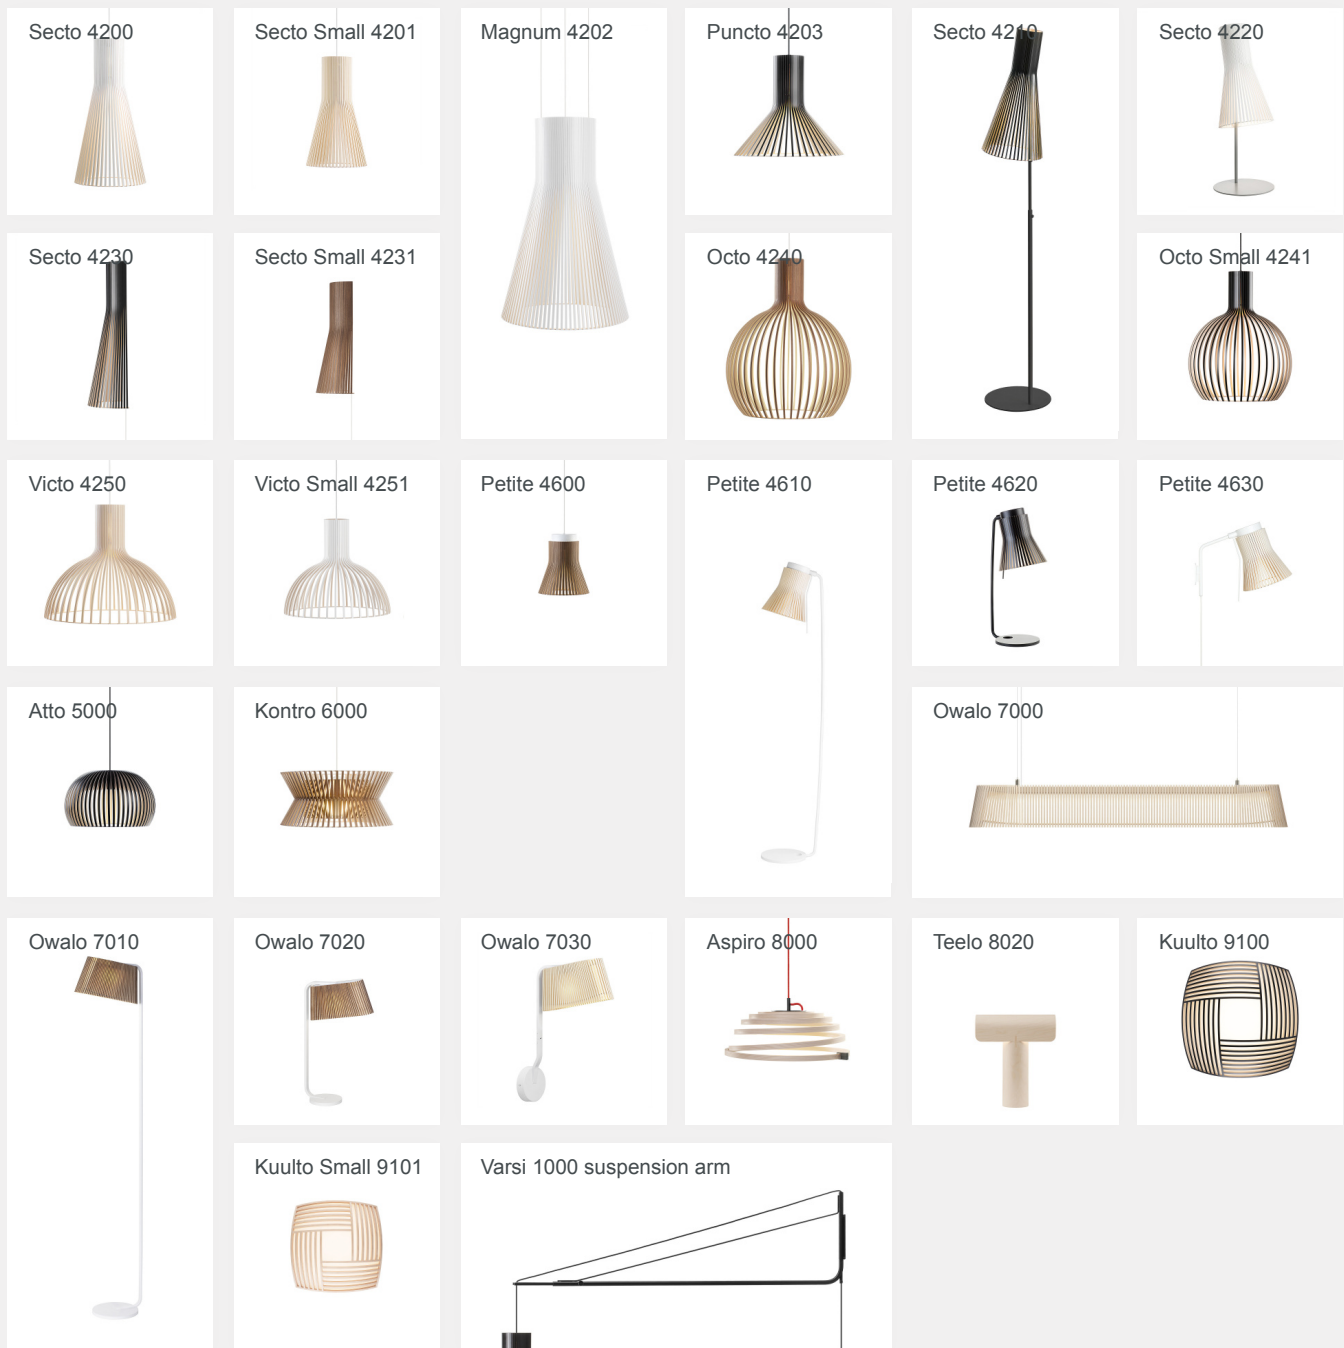 Secto 4200
Secto Small 4201
Magnum 4202
Puncto 4203
Secto 4210
Secto 4220
Secto 4230
Secto Small 4231
Octo 4240
Octo Small 4241
Victo 4250
Victo Small 4251
Petite 4600
Petite 4610
Petite 4620
Petite 4630
Atto 5000
Kontro 6000
Owalo 7000
Owalo 7010
Owalo 7020
Owalo 7030
Aspiro 8000
Teelo 8020
Kuulto 9100
Kuulto Small 9101
Varsi 1000 suspension arm